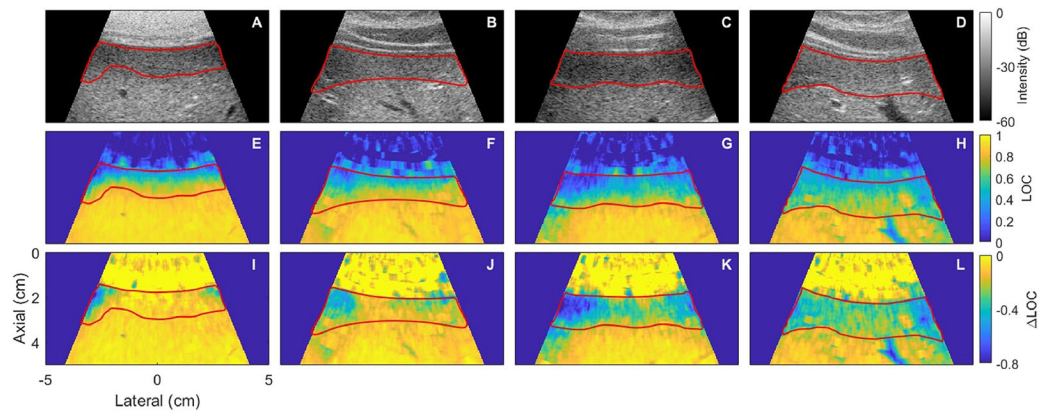 A B C D 0
-30
-60
Intensity (dB)
E F G H 1
0.8
0.6
0.4
0.2
0
LOC
0
2
4
Axial (cm)
I J K L 0
-0.4
-0.8
ΔLOC
-5 0 5
Lateral (cm)